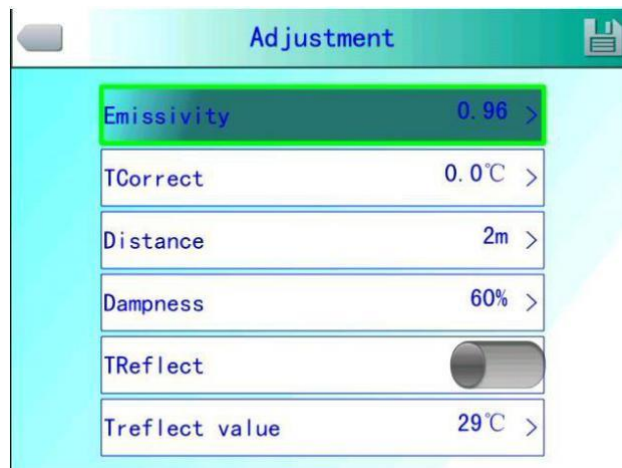 Adjustment
Emissivity 0.96 >
TCorrect 0.0℃ >
Distance 2m >
Dampness 60% >
TReflect
Treflect value 29℃ >